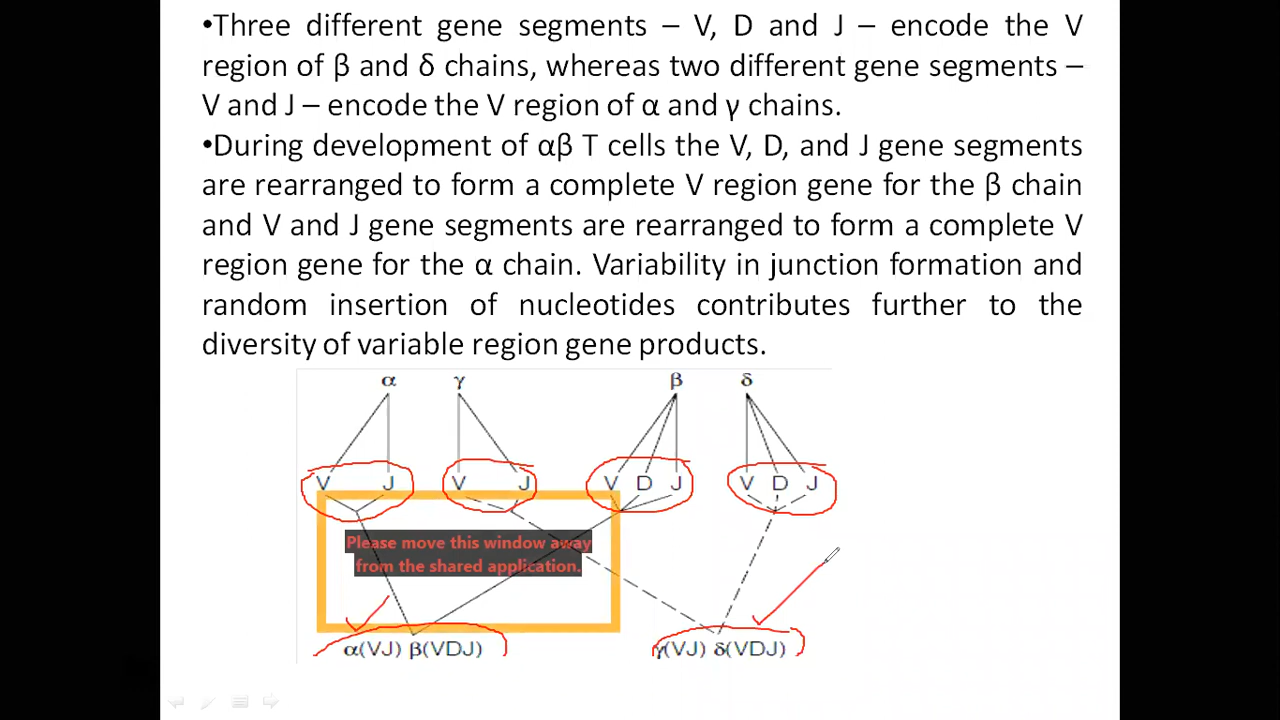 •Three different gene segments – V, D and J – encode the V
region of β and δ chains, whereas two different gene segments –
V and J – encode the V region of α and γ chains.
•During development of αβ T cells the V, D, and J gene segments
are rearranged to form a complete V region gene for the β chain
and V and J gene segments are rearranged to form a complete V
region gene for the α chain. Variability in junction formation and
random insertion of nucleotides contributes further to the
diversity of variable region gene products.
α γ β δ
V J V J V D J V D J
Please move this window away
from the shared application.
α(VJ) β(VDJ) γ(VJ) δ(VDJ)